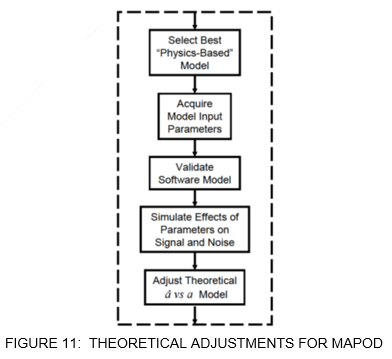 Select Best
“Physics-Based”
Model
Acquire
Model Input
Parameters
Validate
Software Model
Simulate Effects of
Parameters on
Signal and Noise
Adjust Theoretical
â vs a Model
FIGURE 11: THEORETICAL ADJUSTMENTS FOR MAPOD